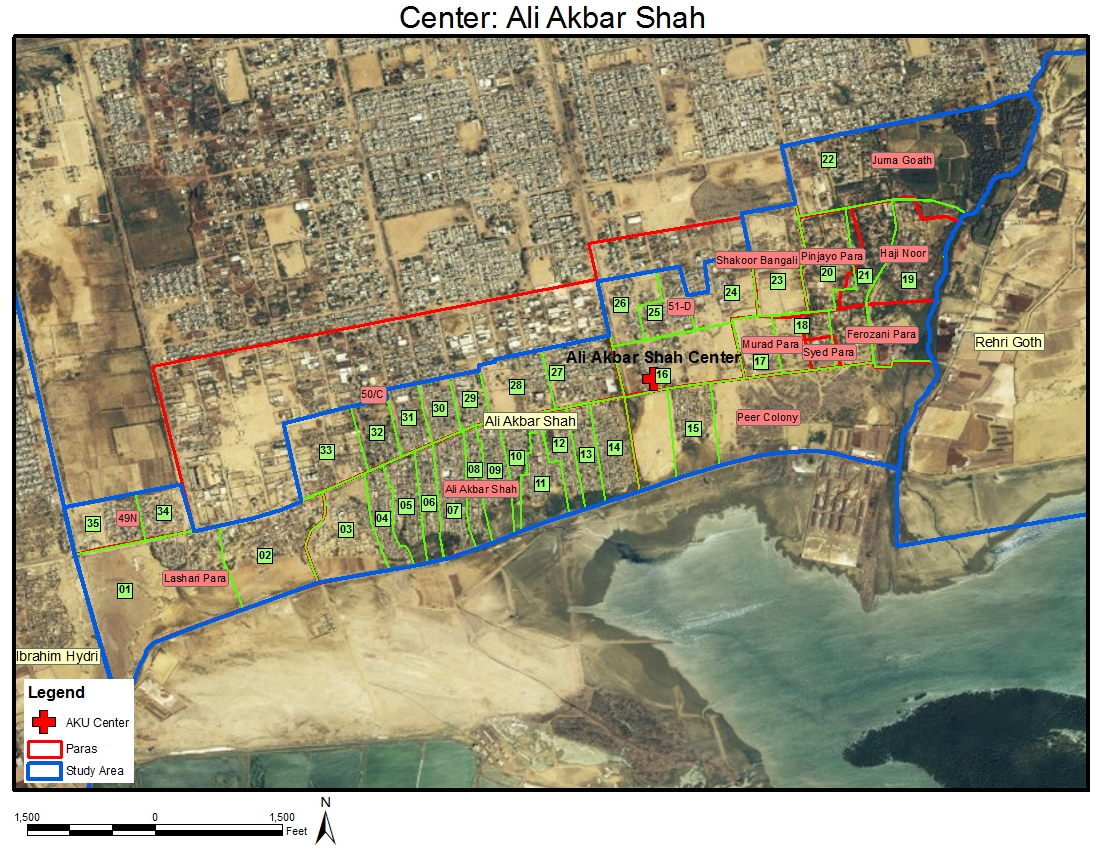 Center: Ali Akbar Shah
22
Juma Goath
Shakoor Bangali
Pinjayo Para
Haji Noor
23
20
21
19
24
26
25
51-D
18
Ferozani Para
Murad Para
Syed Para
Rehri Goth
17
Ali Akbar Shah Center
16
27
28
50/C
29
30
31
32
33
Ali Akbar Shah
Peer Colony
15
14
13
12
10
09
08
11
Ali Akbar Shah
07
06
05
04
03
35
49N
34
02
01
Lashari Para
Ibrahim Hydri
Legend
AKU Center
Paras
Study Area
N
1,500
0
1,500
Feet